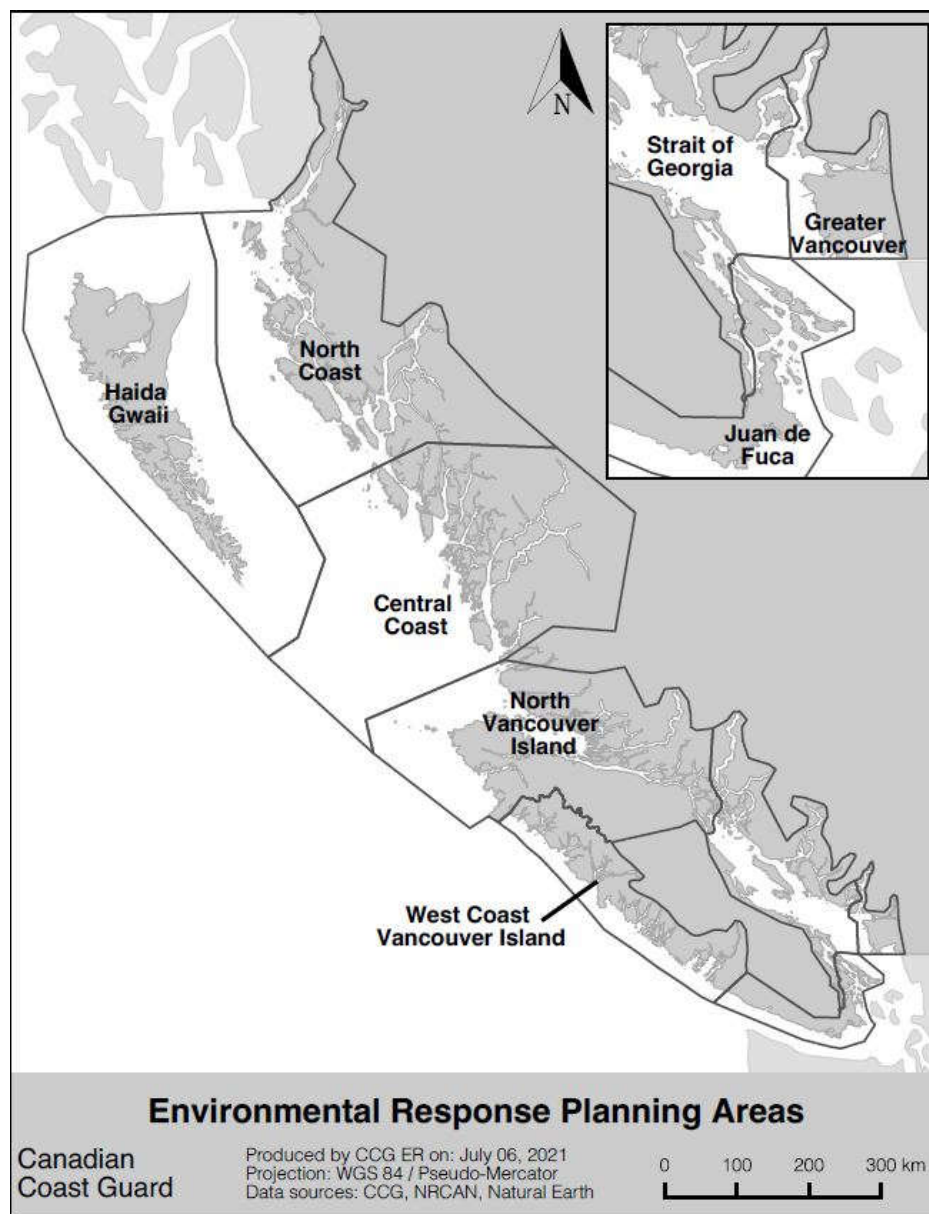 N
Strait of
Georgia
Greater
Vancouver
Juan de
Fuca
North
Coast
Haida
Gwaii
Central
Coast
North
Vancouver
Island
West Coast
Vancouver Island
Environmental Response Planning Areas
Canadian
Coast Guard
Produced by CCG ER on: July 06, 2021
Projection: WGS 84 / Pseudo-Mercator
Data sources: CCG, NRCAN, Natural Earth
0 100 200 300 km